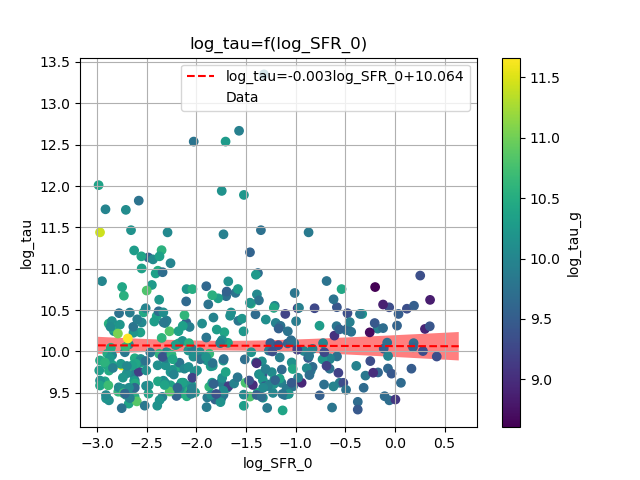 log_tau=f(log_SFR_0)
log_tau=-0.003log_SFR_0+10.064
Data
13.5
13.0
12.5
12.0
11.5
11.0
10.5
10.0
9.5
log_tau
−3.0 −2.5 −2.0 −1.5 −1.0 −0.5 0.0 0.5
log_SFR_0
11.5
11.0
10.5
10.0
9.5
9.0
log_tau_g